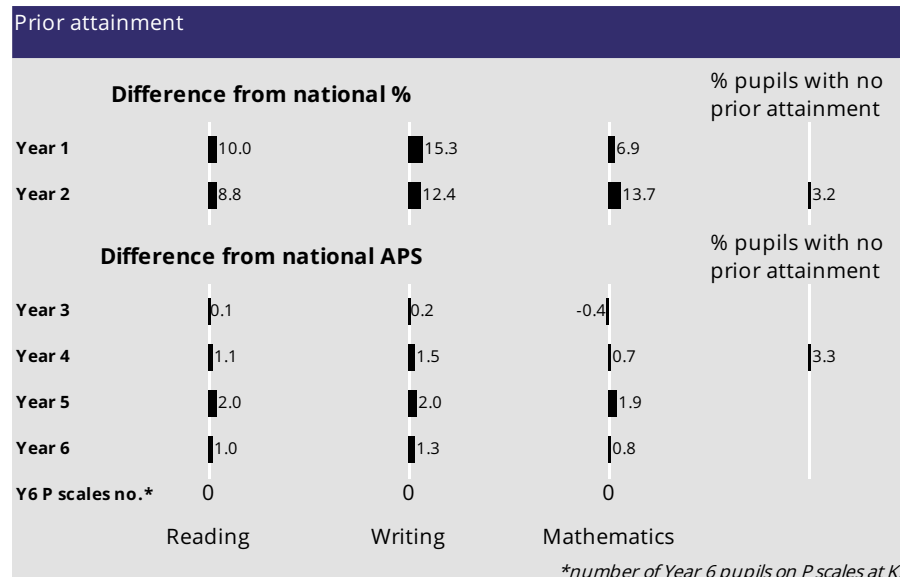 Prior attainment
Difference from national %
% pupils with no
prior attainment
Year 1 10.0 15.3 6.9
Year 2 8.8 12.4 13.7 3.2
Difference from national APS
% pupils with no
prior attainment
Year 3 0.1 0.2 -0.4
Year 4 1.1 1.5 0.7 3.3
Year 5 2.0 2.0 1.9
Year 6 1.0 1.3 0.8
Y6 P scales no.* 0 0 0
Reading Writing Mathematics
*number of Year 6 pupils on P scales at